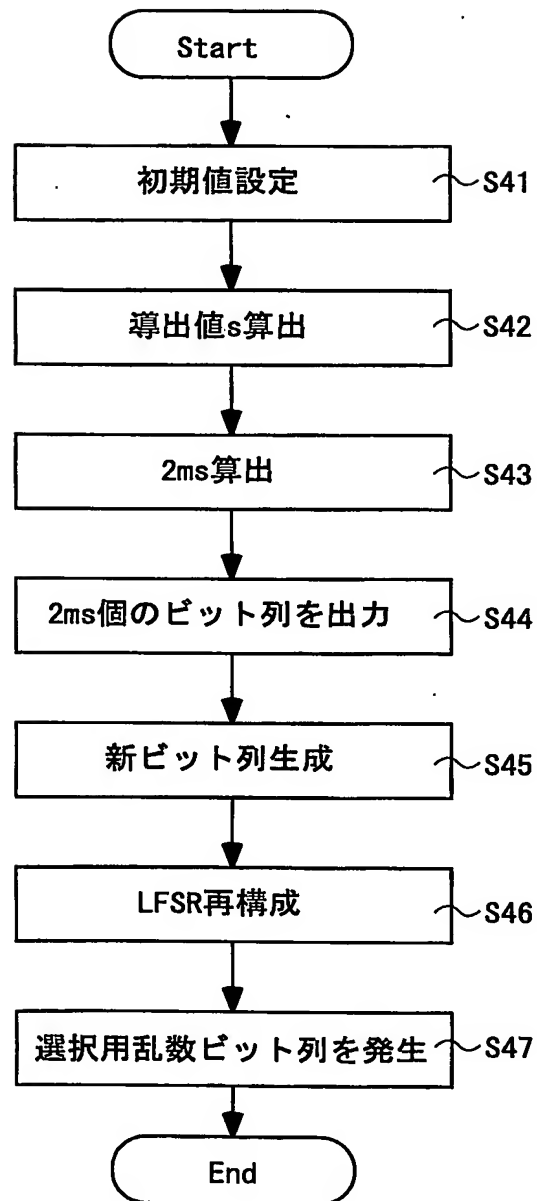 Start
初期値設定 S41
導出値s算出 S42
2ms算出 S43
2ms個のビット列を出力 S44
新ビット列生成 S45
LFSR再構成 S46
選択用乱数ビット列を発生 S47
End